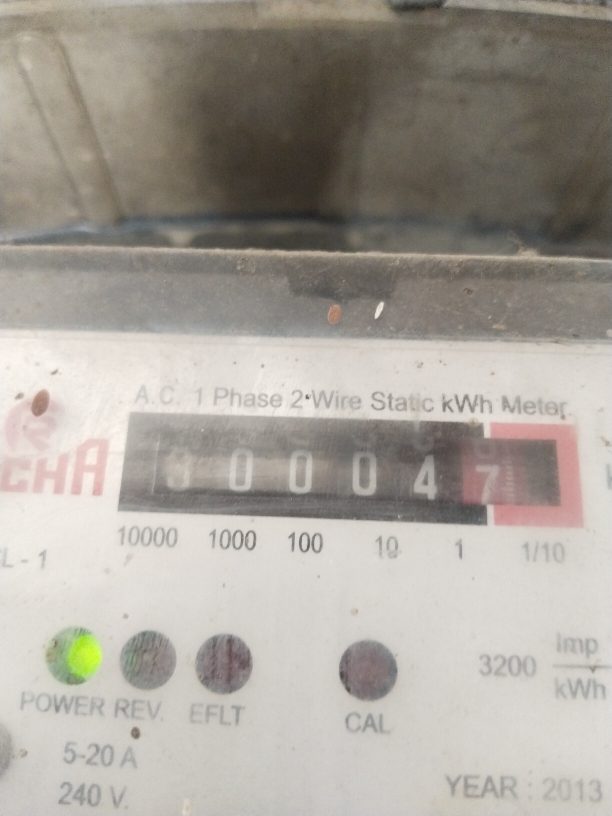 A.C. 1 Phase 2 Wire Static kWh Meter
CHA
0 0 0 4 7
10000 1000 100 10 1 1/10
L - 1
3200 Imp
kWh
POWER REV. EFLT CAL
5-20 A
240 V.
YEAR : 2013